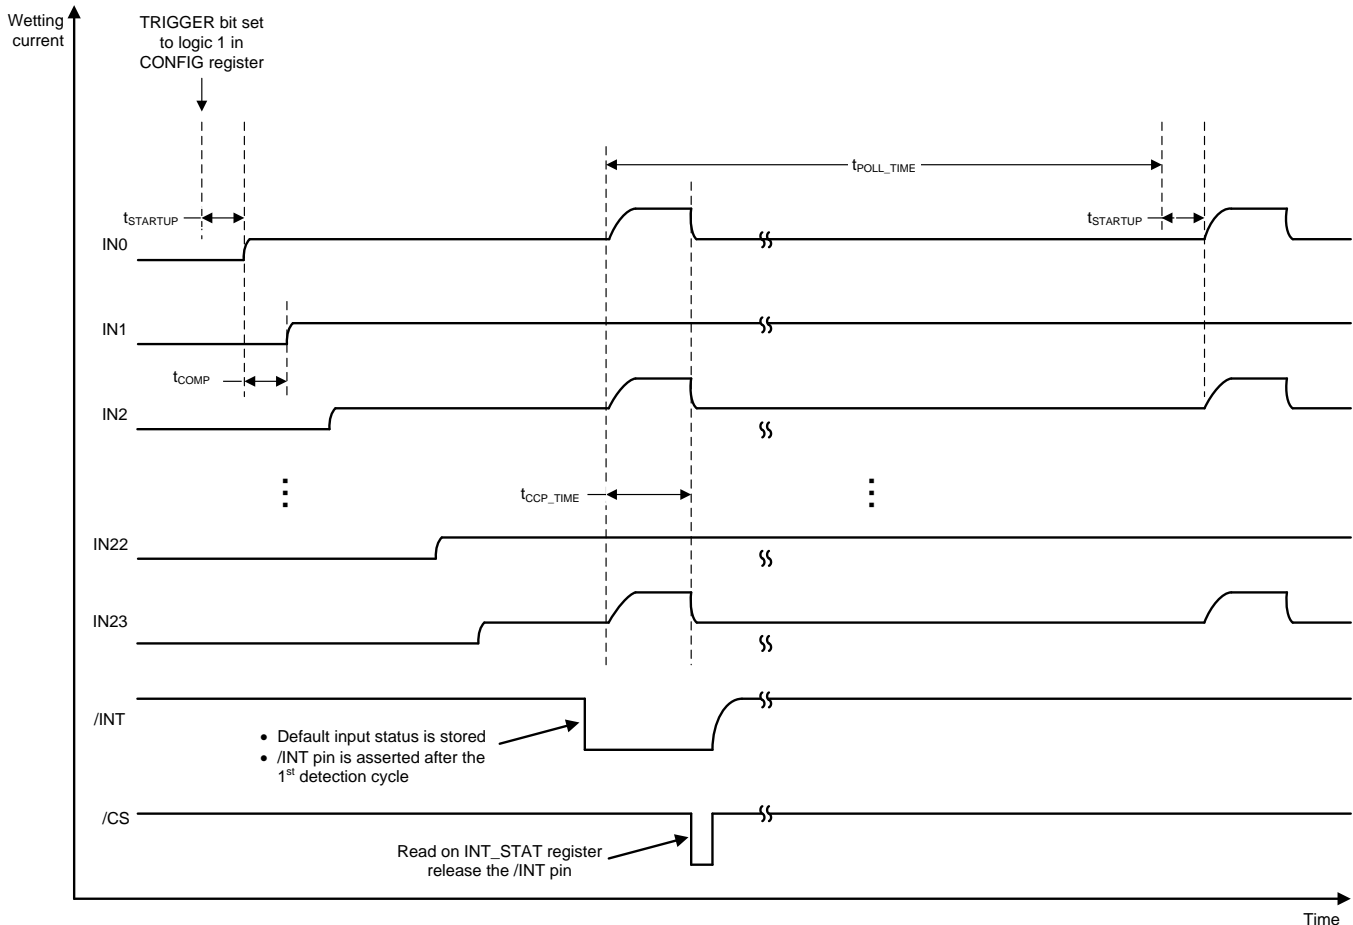 Wetting
current
TRIGGER bit set
to logic 1 in
CONFIG register
tPOLL_TIME
tSTARTUP
tSTARTUP
IN0
IN1
tCOMP
IN2
tCCP_TIME
IN22
IN23
/INT
• Default input status is stored
• /INT pin is asserted after the
1st detection cycle
/CS
Read on INT_STAT register
release the /INT pin
Time